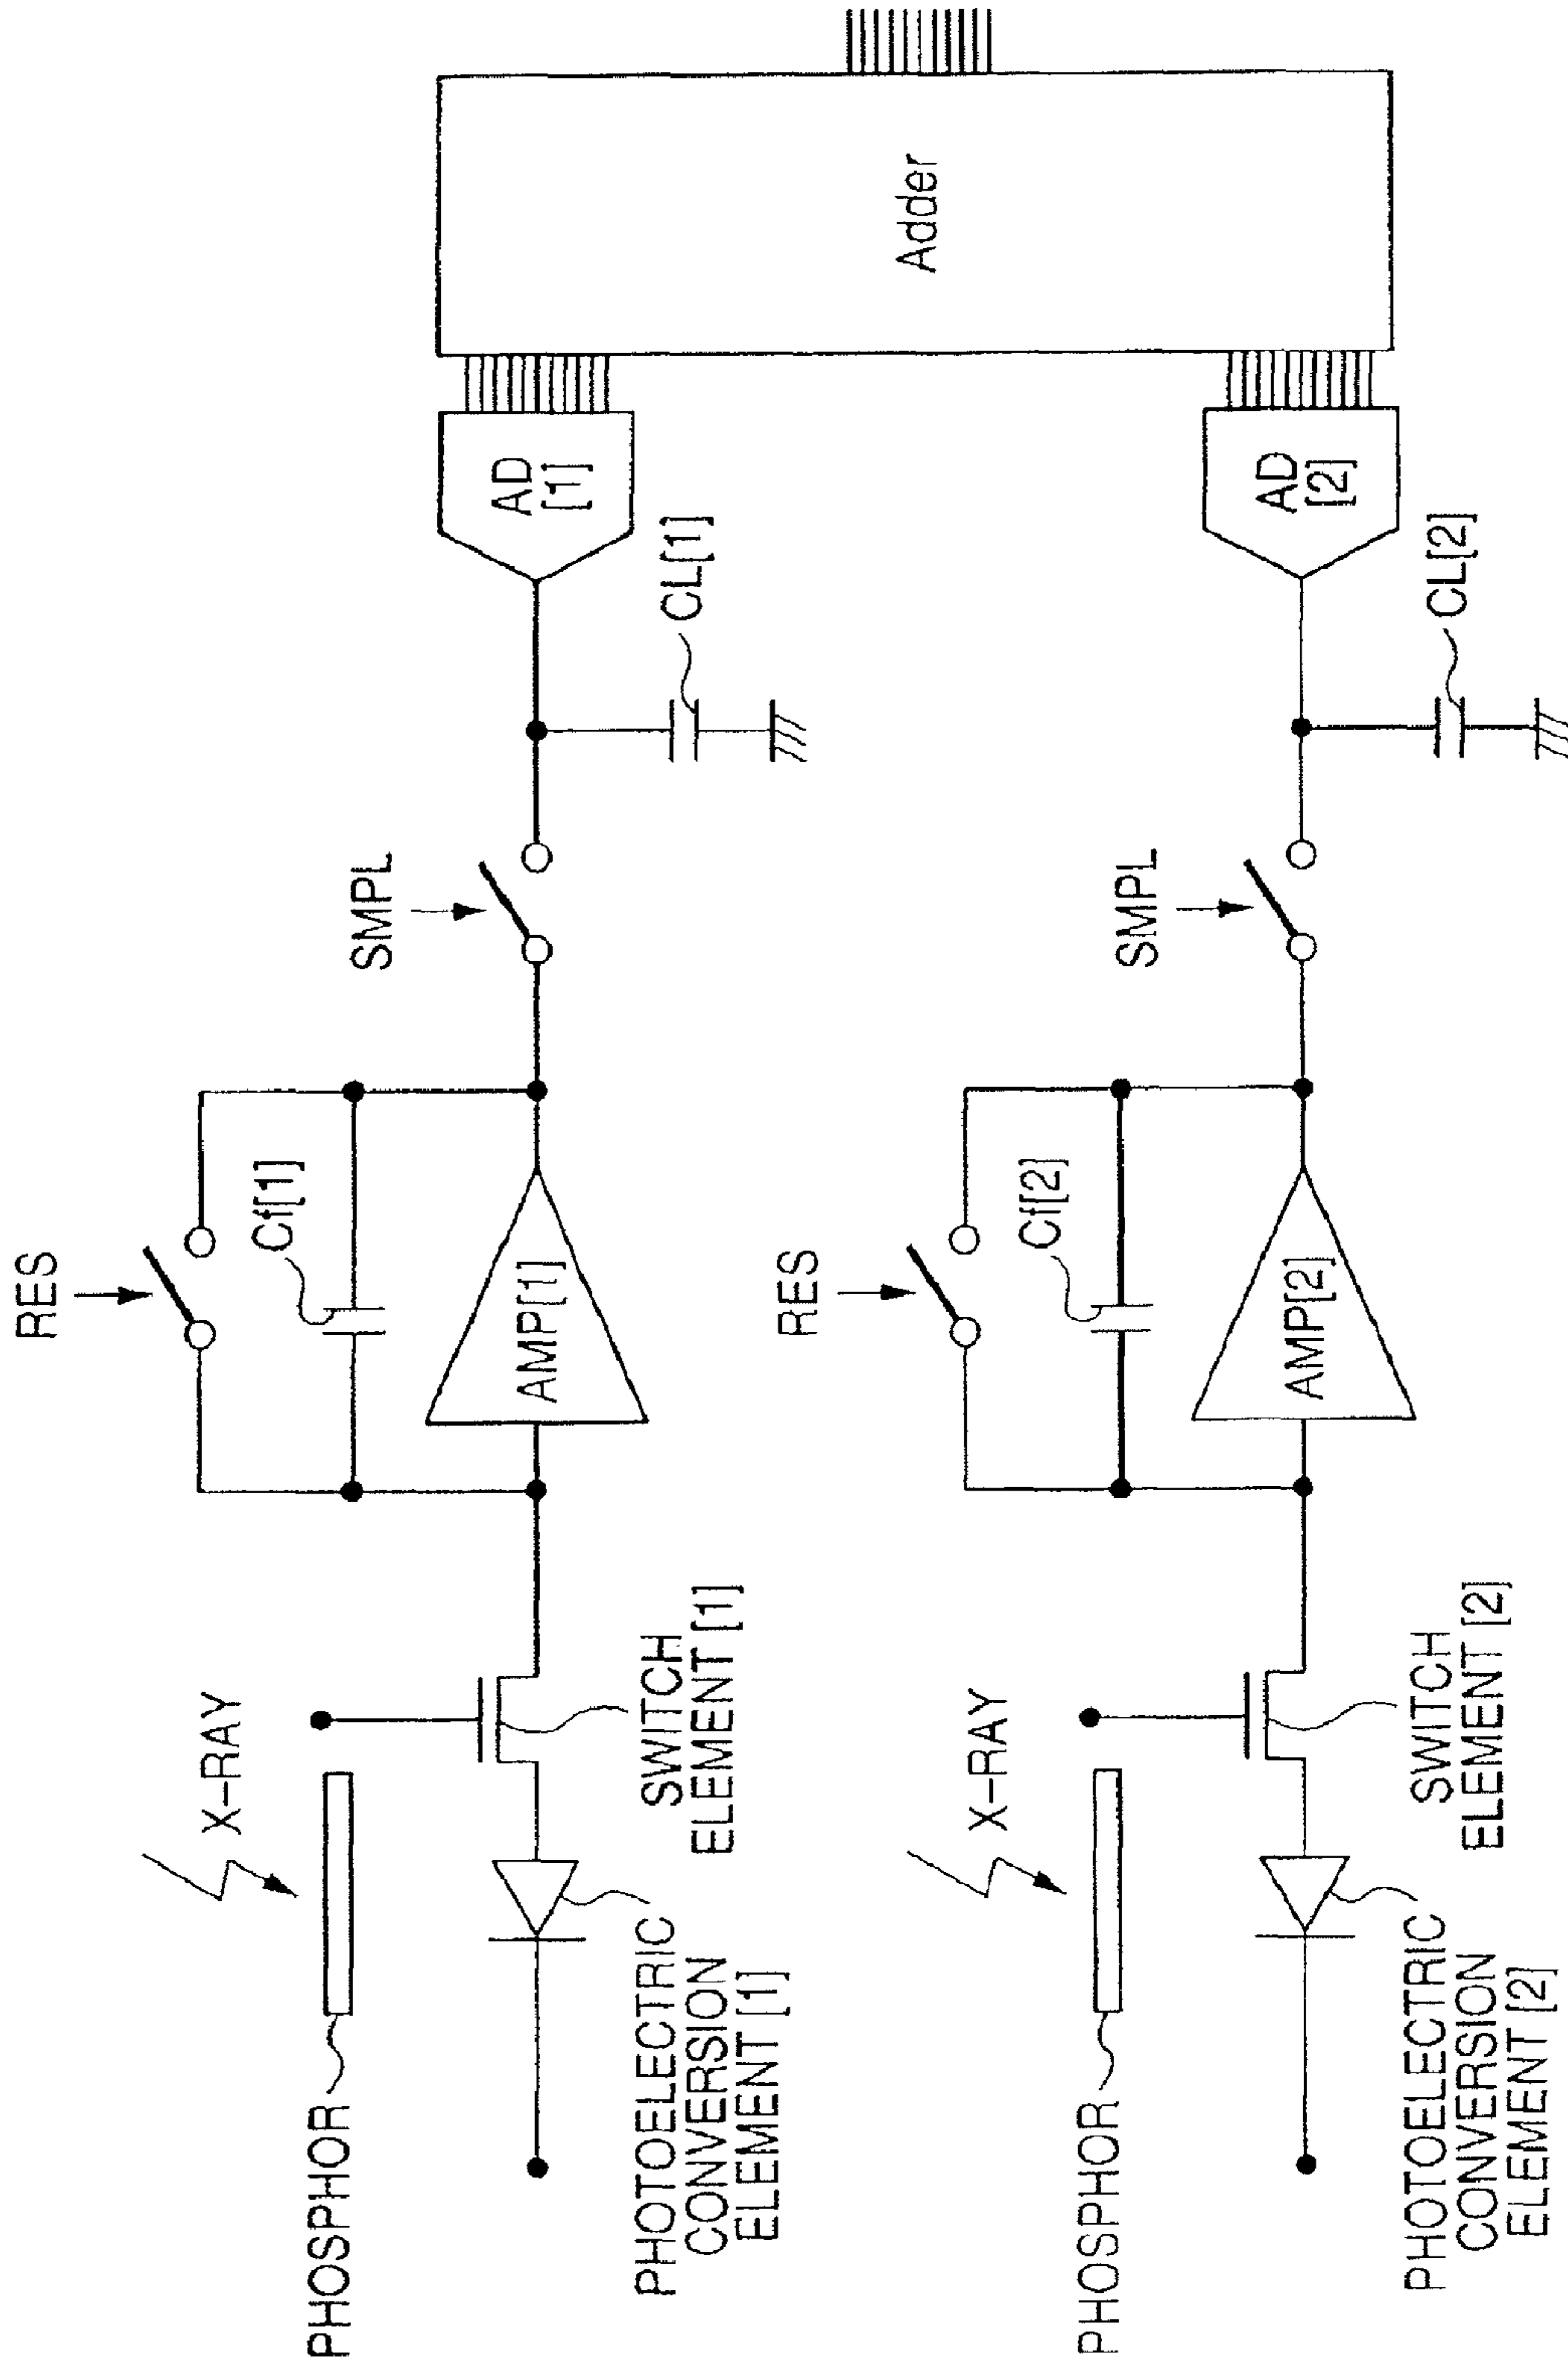 RES
Cf[1]
AMP[1]
SMPL
CL[1]
AD
[1]
Adder
X-RAY
PHOSPHOR
SWITCH
ELEMENT [1]
PHOTOELECTRIC
CONVERSION
ELEMENT [1]
RES
Cf[2]
AMP[2]
SMPL
CL[2]
AD
[2]
X-RAY
PHOSPHOR
SWITCH
ELEMENT [2]
PHOTOELECTRIC
CONVERSION
ELEMENT [2]